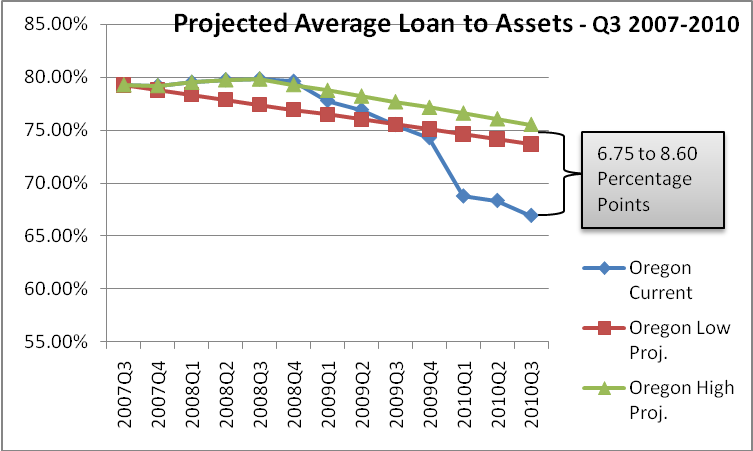 Projected Average Loan to Assets - Q3 2007-2010
85.00%
80.00%
75.00%
70.00%
65.00%
60.00%
55.00%
2007Q3
2007Q4
2008Q1
2008Q2
2008Q3
2008Q4
2009Q1
2009Q2
2009Q3
2009Q4
2010Q1
2010Q2
2010Q3
6.75 to 8.60
Percentage
Points
Oregon
Current
Oregon Low
Proj.
Oregon High
Proj.